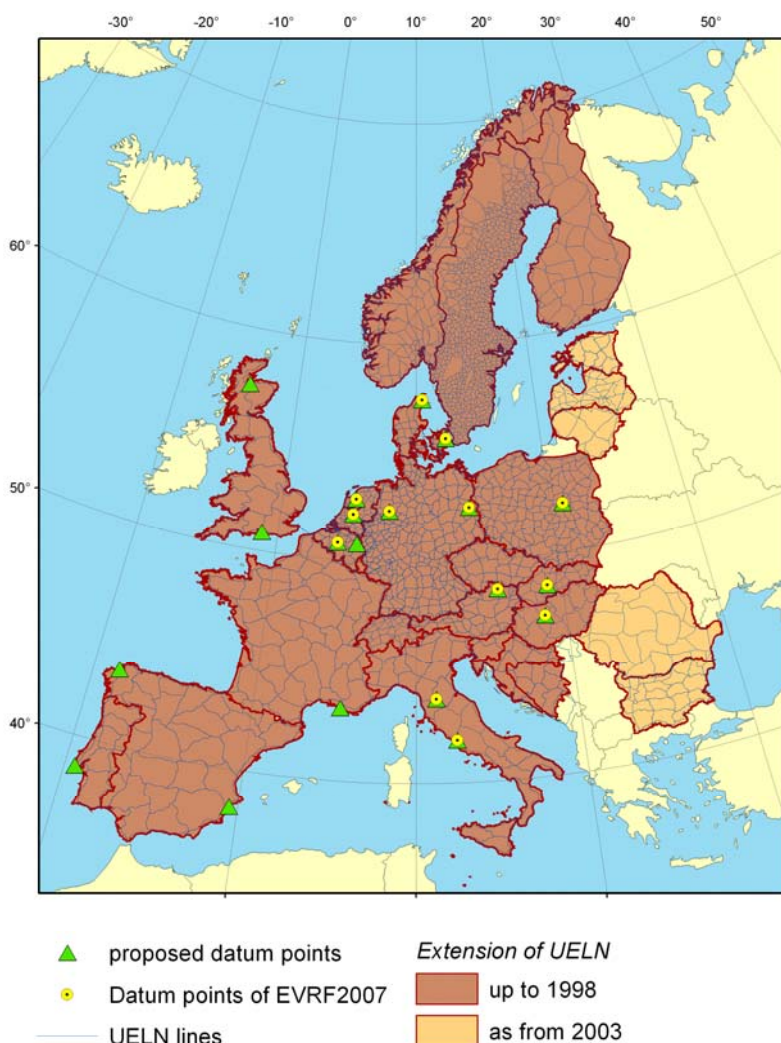 -30° -20° -10° 0° 10° 20° 30° 40° 50°
60°
50°
40°
proposed datum points
Datum points of EVRF2007
UELN lines
Extension of UELN
up to 1998
as from 2003